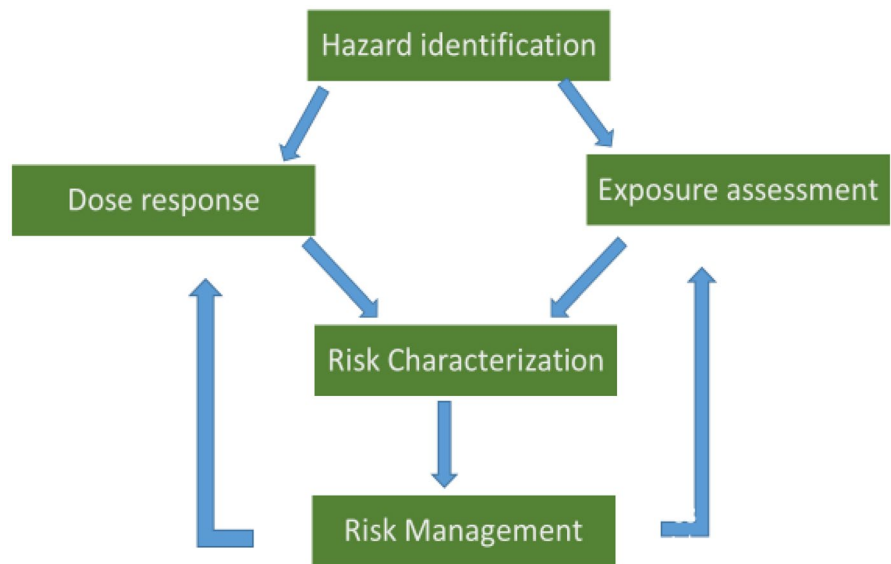 Hazard identification
Dose response
Exposure assessment
Risk Characterization
Risk Management